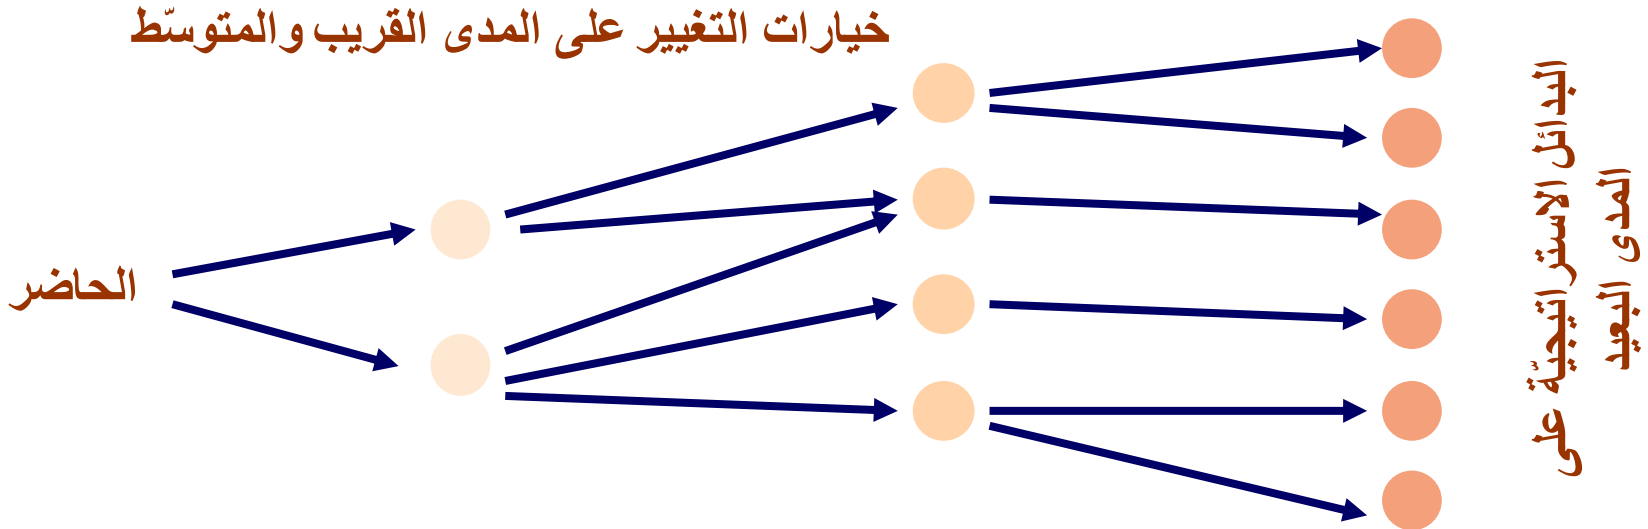 خيارات التغيير على المدى القريب والمتوسّط
الحاضر
البدائل الاستراتيجيّة على
المدى البعيد